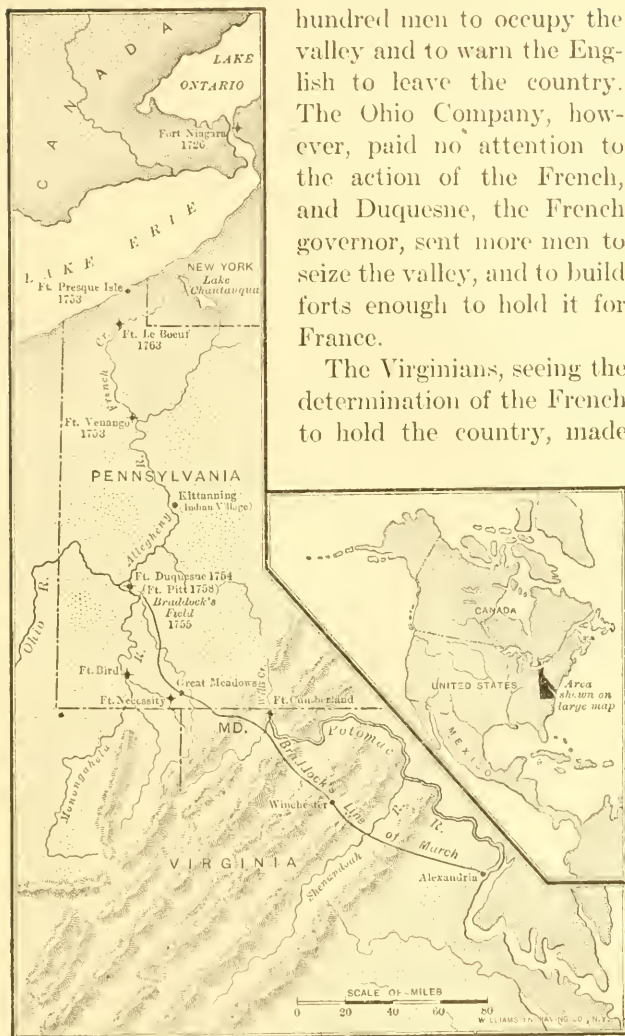 hundred men to occupy the
valley and to warn the Eng-
lish to leave the country.
The Ohio Company, how-
ever, paid no attention to
the action of the French,
and Duquesne, the French
governor, sent more men to
seize the valley, and to build
forts enough to hold it for
France.
The Virginians, seeing the
determination of the French
to hold the country, made
CANADA
LAKE
ONTARIO
Fort Niagara
1726
LAKE ERIE
NEW YORK
Lake
Chautauqua
Ft. Presque Isle
1753
Ft. Le Boeuf
1763
French Cr.
Ft. Venango
1753
PENNSYLVANIA
Kittanning
(Indian Village)
Allegheny R.
Ft. Duquesne 1754
(Ft. Pitt 1758)
Braddock's
Field
1755
Ohio R.
Ft. Bird
R.
Great Meadows
Wills Cr.
Ft. Necessity
Ft. Cumberland
MD.
Potomac
R.
Monongahela
Braddock's Line of March
Winchester
VIRGINIA
Shenandoah R.
Alexandria
SCALE OF MILES
0 20 40 60 80
WILLIAMS ENGRAVING CO., N.Y.
CANADA
UNITED STATES
MEXICO
Area
shown on
large map